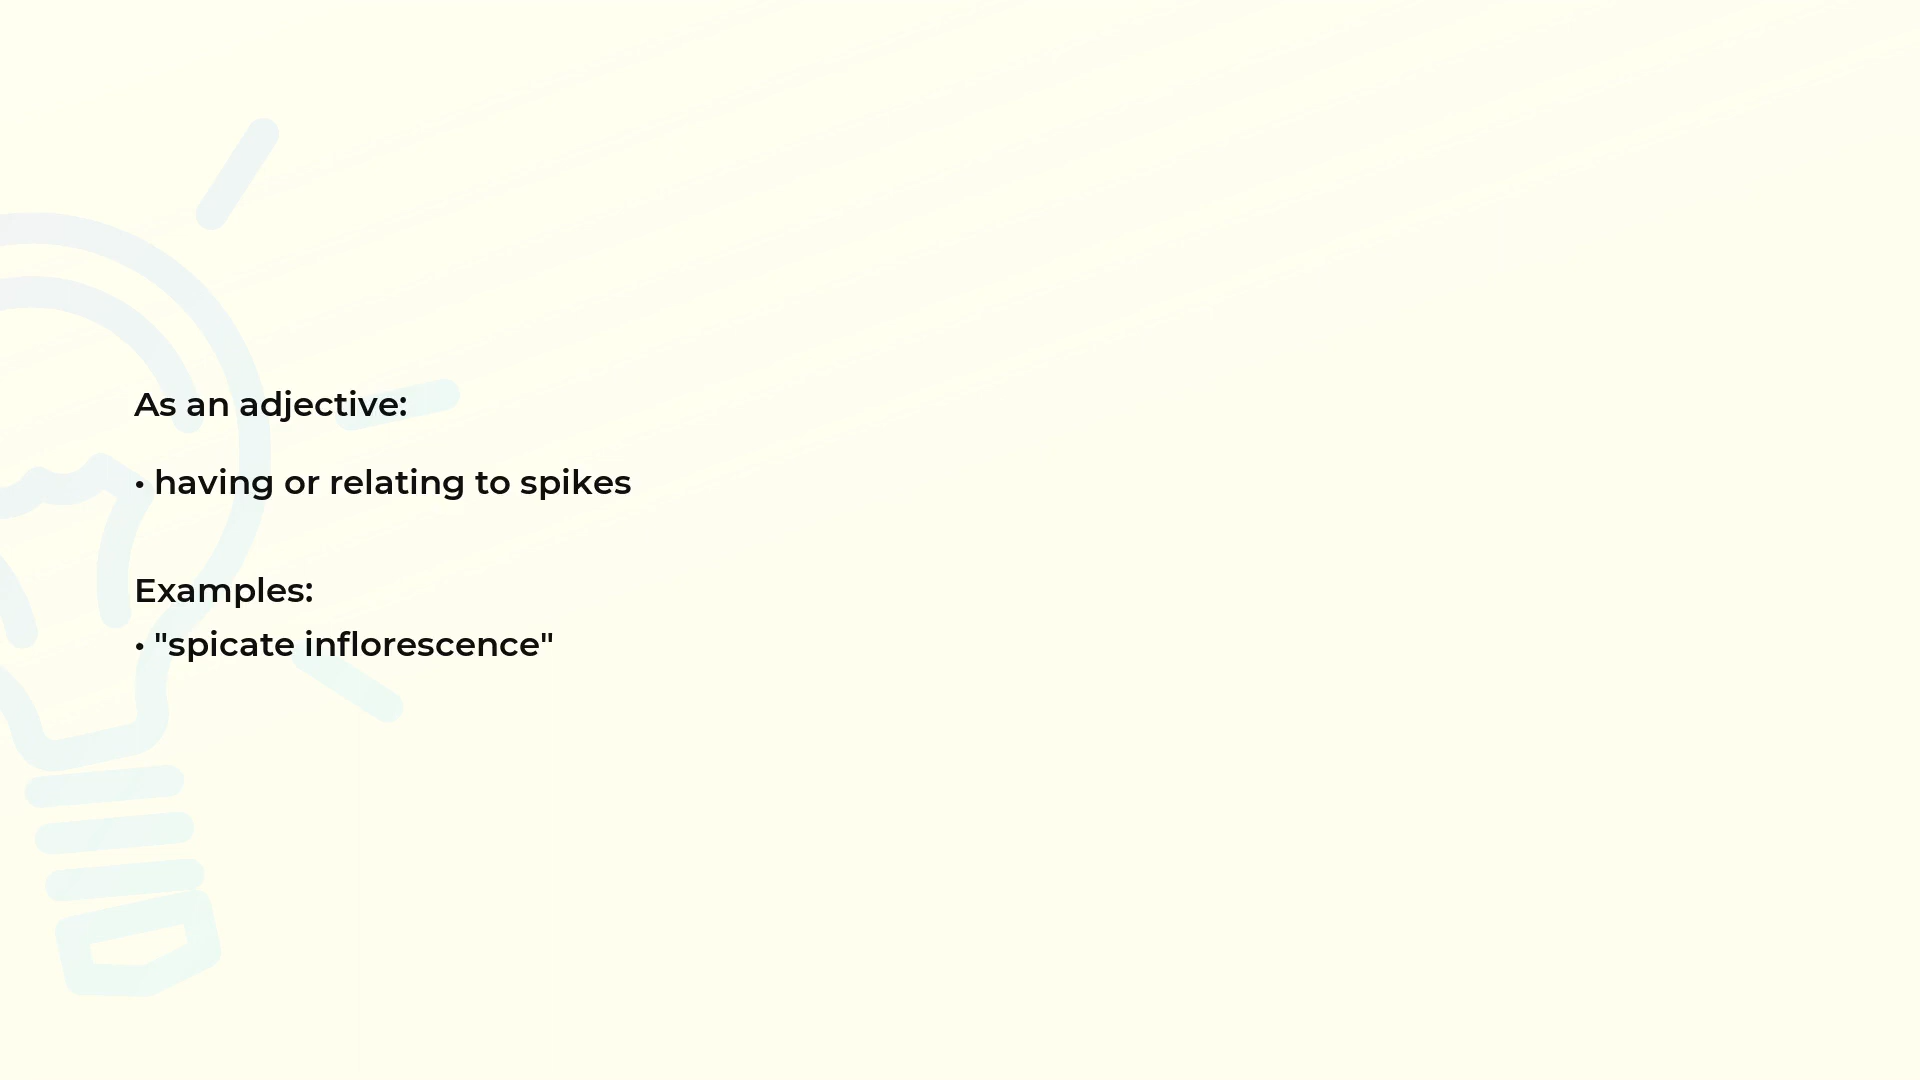 As an adjective:
• having or relating to spikes
Examples:
• "spicate inflorescence"